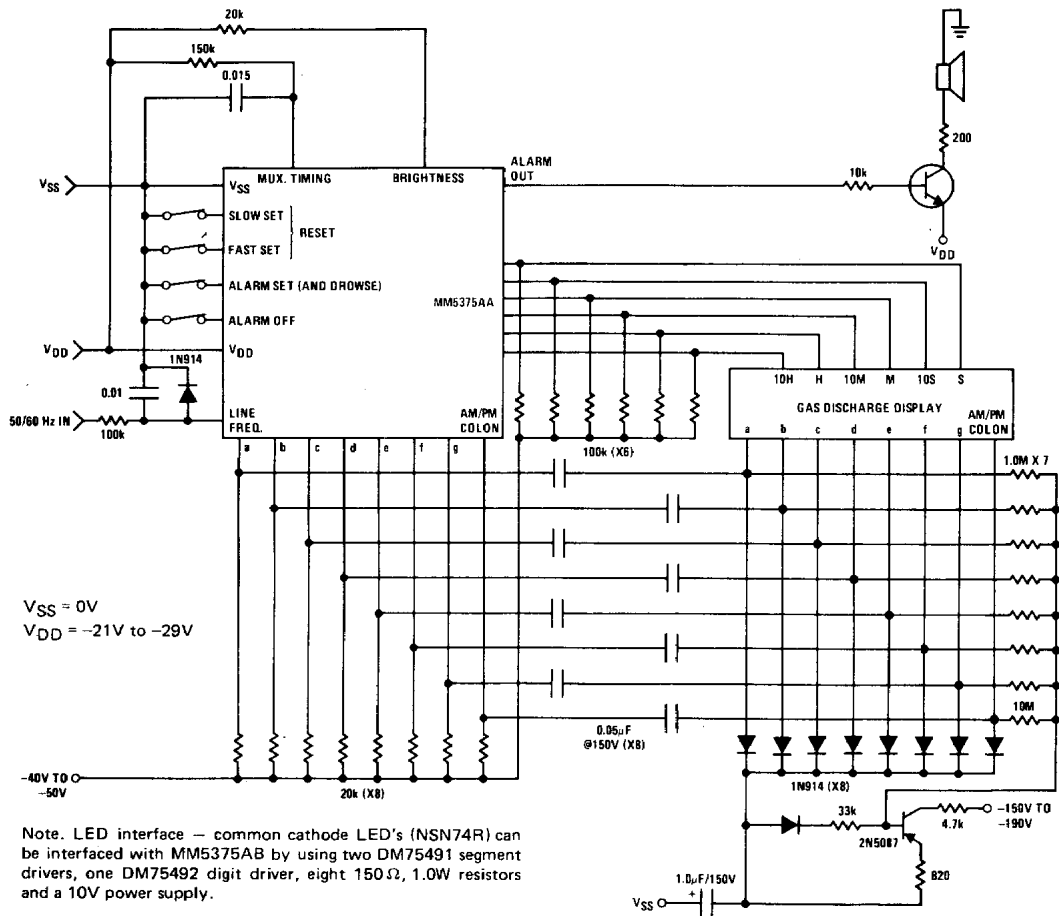 20k
150k
0.015
200
ALARM
OUT
10k
VSS
VSS
MUX. TIMING
BRIGHTNESS
SLOW SET
RESET
FAST SET
VDD
MM5375AA
ALARM SET (AND DROWSE)
ALARM OFF
VDD
VDD
1N914
0.01
10H H 10M M 10S S
GAS DISCHARGE DISPLAY
AM/PM
COLON
a b c d e f g
50/60 Hz IN
100k
LINE
FREQ.
AM/PM
COLON
a b c d e f g
100k (X6)
1.0M X 7
VSS = 0V
VDD = –21V to –29V
10M
0.05µF
@150V (X8)
–40V TO
–50V
20k (X8)
1N914 (X8)
33k
–150V TO
–190V
4.7k
2N5087
820
1.0µF/150V
+
VSS
Note. LED interface – common cathode LED's (NSN74R) can
be interfaced with MM5375AB by using two DM75491 segment
drivers, one DM75492 digit driver, eight 150 Ω, 1.0W resistors
and a 10V power supply.